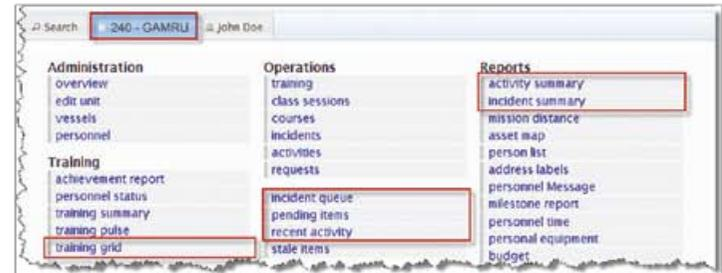 Search
240 - GAMRU
John Doe
Administration
overview
edit unit
vessels
personnel
Training
achievement report
personnel status
training summary
training pulse
training grid
Operations
training
class sessions
courses
incidents
activities
requests
incident queue
pending items
recent activity
stale items
Reports
activity summary
incident summary
mission distance
asset map
person list
address labels
personnel Message
milestone report
personnel time
personal equipment
budget